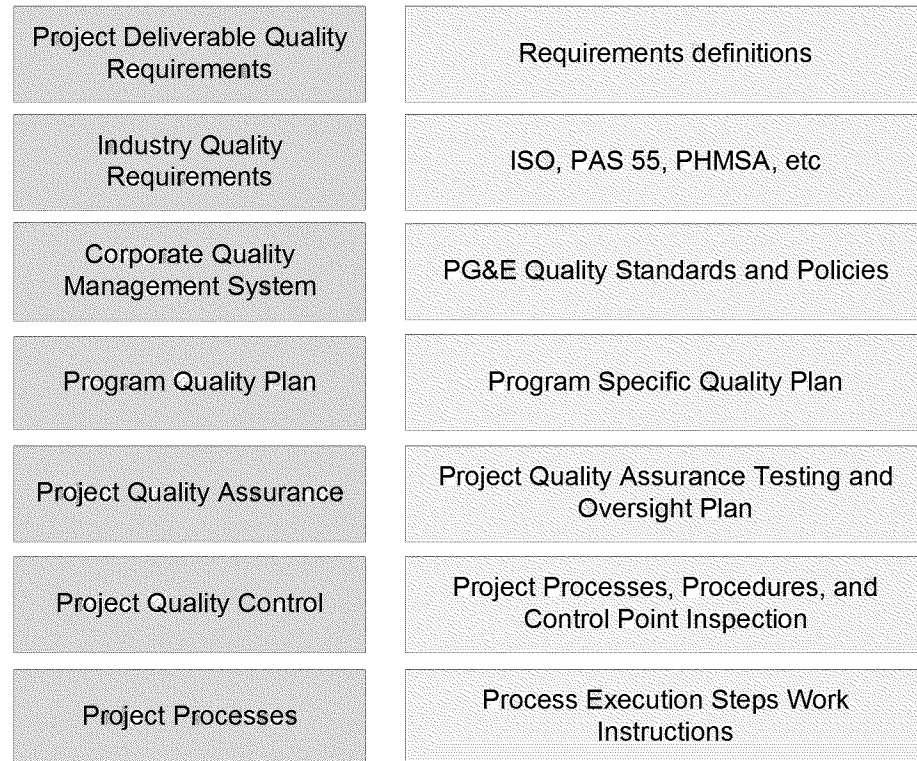 Project Deliverable Quality
Requirements
Requirements definitions
Industry Quality
Requirements
ISO, PAS 55, PHMSA, etc
Corporate Quality
Management System
PG&E Quality Standards and Policies
Program Quality Plan
Program Specific Quality Plan
Project Quality Assurance
Project Quality Assurance Testing and
Oversight Plan
Project Quality Control
Project Processes, Procedures, and
Control Point Inspection
Project Processes
Process Execution Steps Work
Instructions